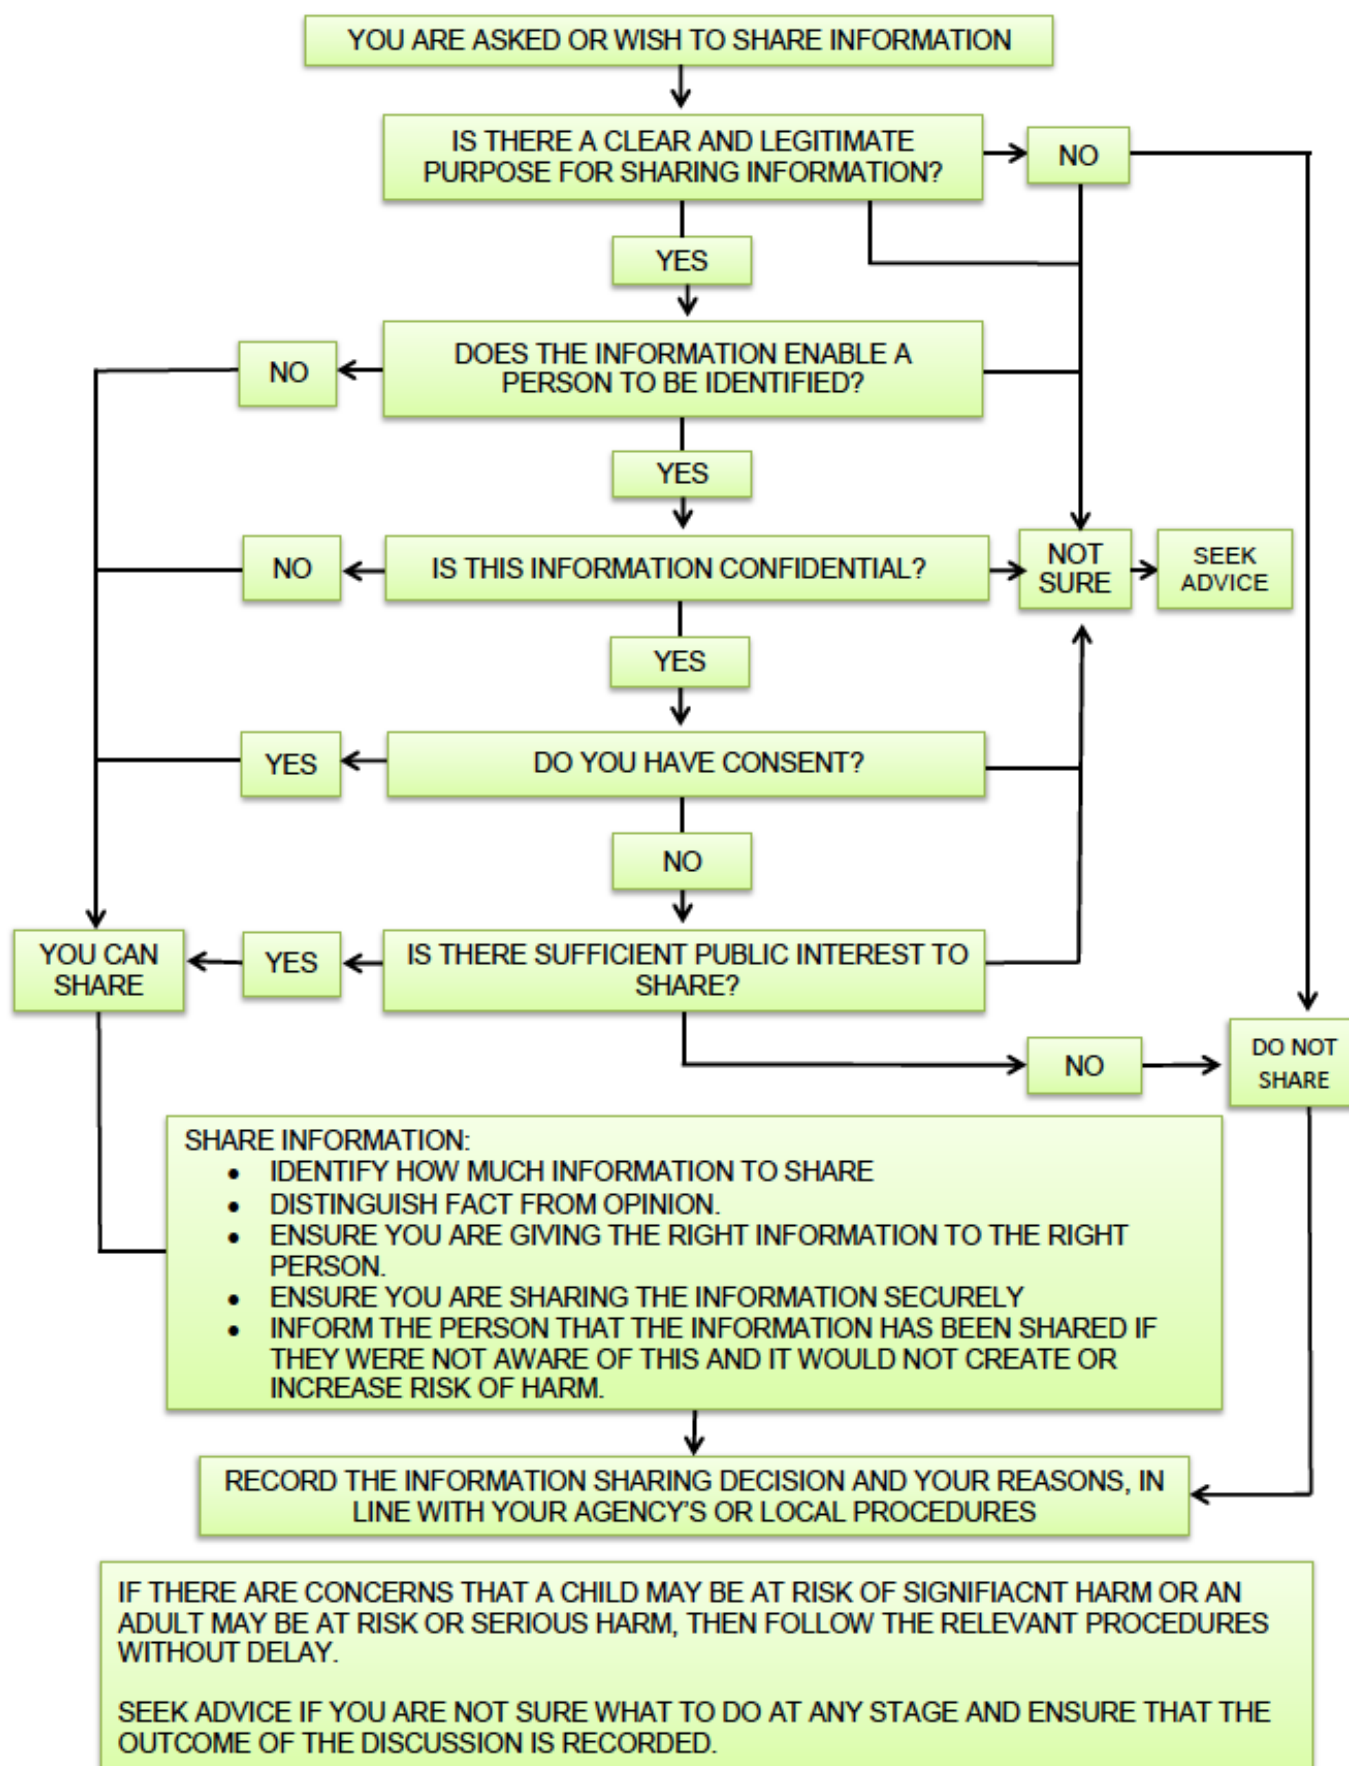 YOU ARE ASKED OR WISH TO SHARE INFORMATION
IS THERE A CLEAR AND LEGITIMATE
PURPOSE FOR SHARING INFORMATION?
NO
YES
DOES THE INFORMATION ENABLE A
PERSON TO BE IDENTIFIED?
NO
YES
NO
IS THIS INFORMATION CONFIDENTIAL?
NOT
SURE
SEEK
ADVICE
YES
YES
DO YOU HAVE CONSENT?
NO
YOU CAN
SHARE
YES
IS THERE SUFFICIENT PUBLIC INTEREST TO
SHARE?
NO
DO NOT
SHARE
SHARE INFORMATION:
• IDENTIFY HOW MUCH INFORMATION TO SHARE
• DISTINGUISH FACT FROM OPINION.
• ENSURE YOU ARE GIVING THE RIGHT INFORMATION TO THE RIGHT
PERSON.
• ENSURE YOU ARE SHARING THE INFORMATION SECURELY
• INFORM THE PERSON THAT THE INFORMATION HAS BEEN SHARED IF
THEY WERE NOT AWARE OF THIS AND IT WOULD NOT CREATE OR
INCREASE RISK OF HARM.
RECORD THE INFORMATION SHARING DECISION AND YOUR REASONS, IN
LINE WITH YOUR AGENCY'S OR LOCAL PROCEDURES
IF THERE ARE CONCERNS THAT A CHILD MAY BE AT RISK OF SIGNIFIACNT HARM OR AN
ADULT MAY BE AT RISK OR SERIOUS HARM, THEN FOLLOW THE RELEVANT PROCEDURES
WITHOUT DELAY.
SEEK ADVICE IF YOU ARE NOT SURE WHAT TO DO AT ANY STAGE AND ENSURE THAT THE
OUTCOME OF THE DISCUSSION IS RECORDED.